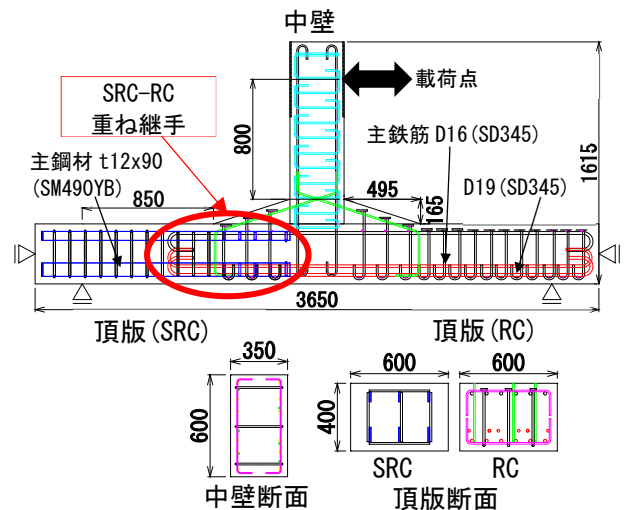 中壁
載荷点
SRC-RC
重ね継手
主鉄筋 D16(SD345)
主鋼材 t12x90
(SM490YB)
D19(SD345)
800
850
495
165
1615
3650
頂版(SRC)
頂版(RC)
350
600
600
600
400
SRC
RC
中壁断面
頂版断面